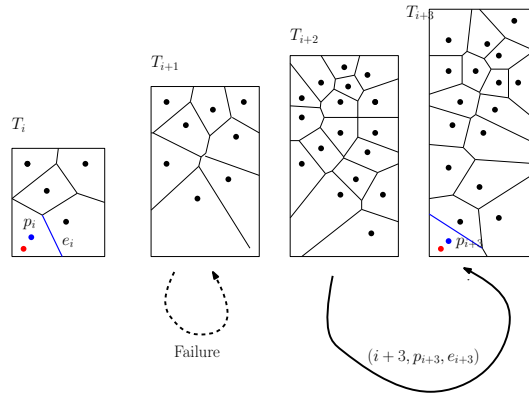 T_{i+3}
T_{i+2}
T_{i+1}
T_i
p_i
e_i
p_{i+3}
Failure
(i + 3, p_{i+3}, e_{i+3})